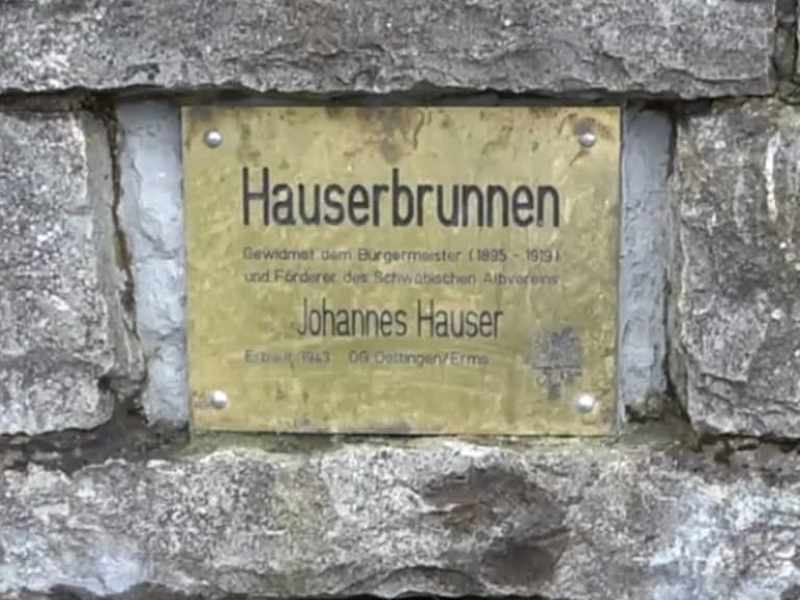 Hauserbrunnen
Gewidmet dem Bürgermeister (1895 - 1919)
und Förderer des Schwäbischen Albvereins
Johannes Hauser
Erbaut 1943 OG Dettingen/Erms